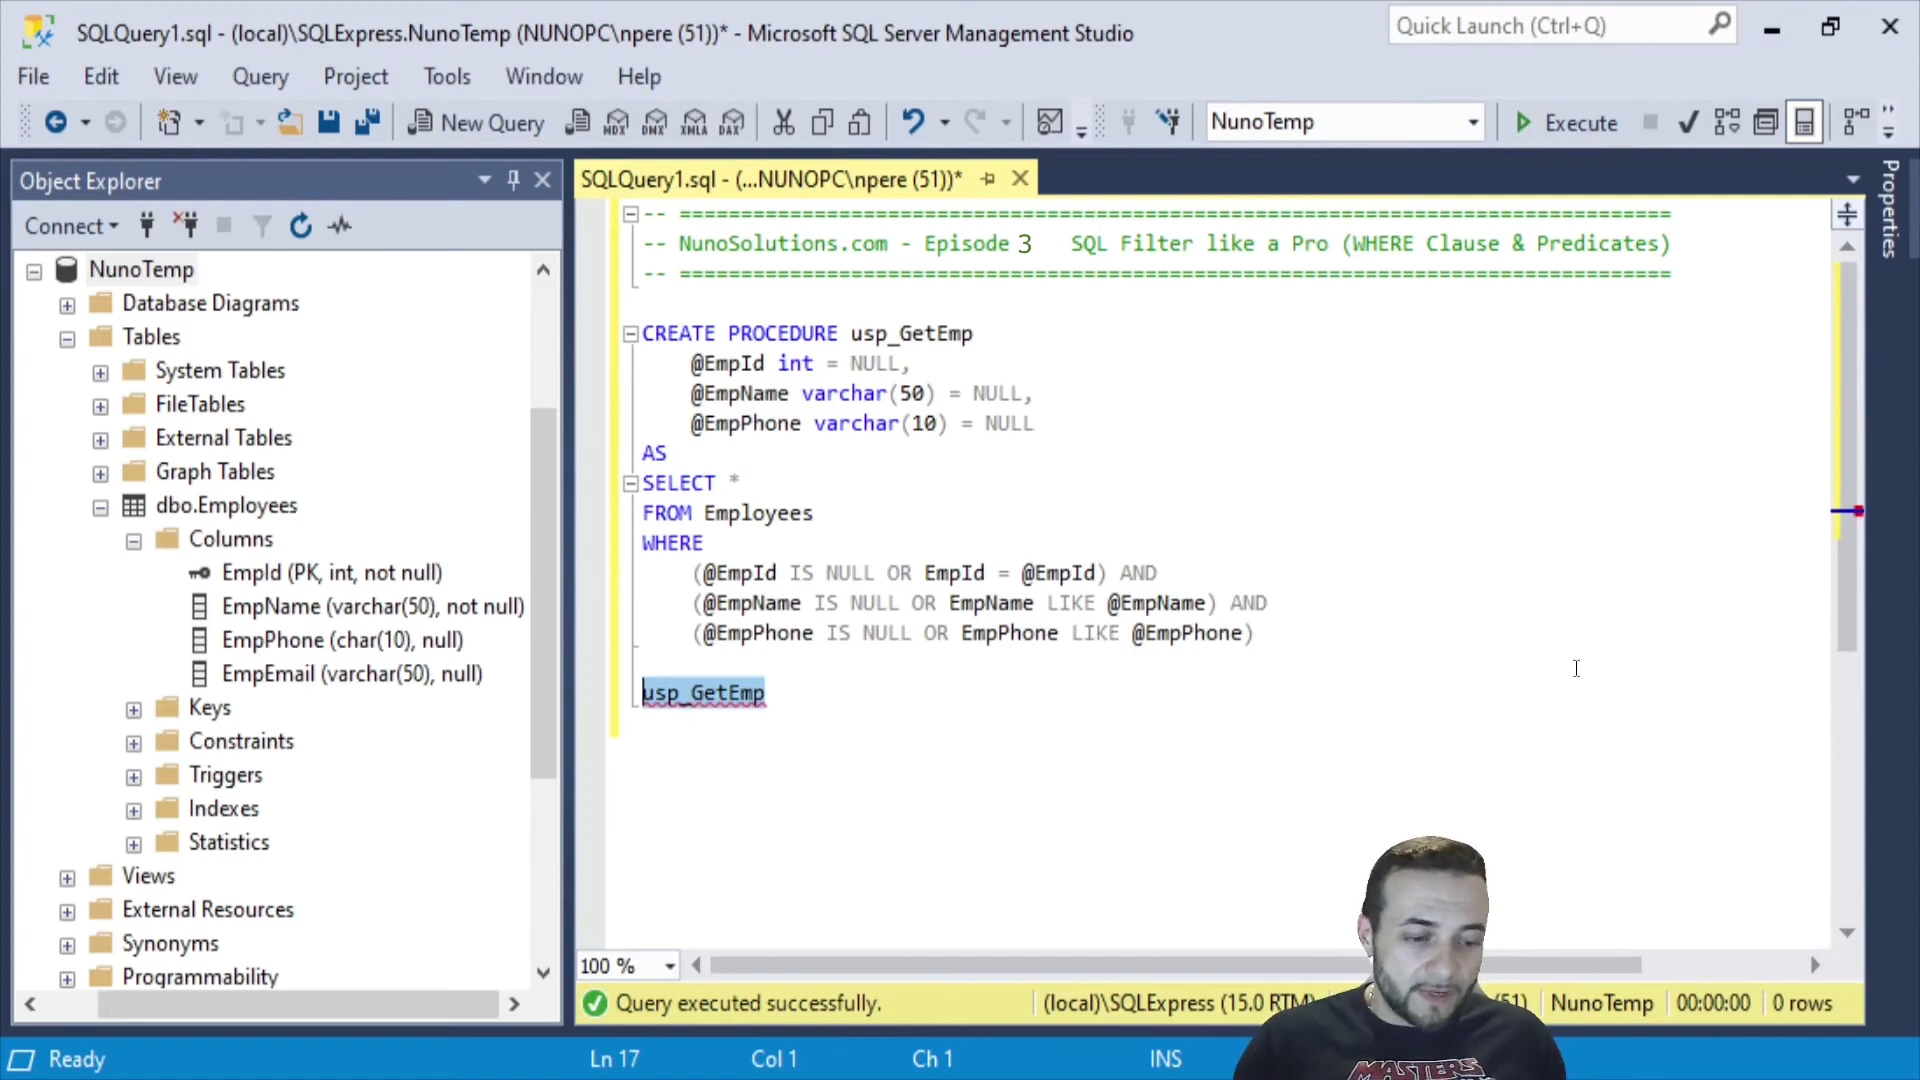 SQLQuery1.sql - (local)\SQLExpress.NunoTemp (NUNOPC\npere (51))* - Microsoft SQL Server Management Studio
Quick Launch (Ctrl+Q)
File Edit View Query Project Tools Window Help
New Query
MDX
DMX
XMLA
DAX
NunoTemp
Execute
Object Explorer
Connect
NunoTemp
Database Diagrams
Tables
System Tables
FileTables
External Tables
Graph Tables
dbo.Employees
Columns
EmpId (PK, int, not null)
EmpName (varchar(50), not null)
EmpPhone (char(10), null)
EmpEmail (varchar(50), null)
Keys
Constraints
Triggers
Indexes
Statistics
Views
External Resources
Synonyms
Programmability
SQLQuery1.sql - (...NUNOPC\npere (51))*
Properties
-- =================================================================================
-- NunoSolutions.com - Episode 3 SQL Filter like a Pro (WHERE Clause & Predicates)
-- =================================================================================
CREATE PROCEDURE usp_GetEmp
@EmpId int = NULL,
@EmpName varchar(50) = NULL,
@EmpPhone varchar(10) = NULL
AS
SELECT *
FROM Employees
WHERE
(@EmpId IS NULL OR EmpId = @EmpId) AND
(@EmpName IS NULL OR EmpName LIKE @EmpName) AND
(@EmpPhone IS NULL OR EmpPhone LIKE @EmpPhone)
usp_GetEmp
100 %
Query executed successfully. (local)\SQLExpress (15.0 RTM) (51) NunoTemp 00:00:00 0 rows
Ready Ln 17 Col 1 Ch 1 INS
MASTERS